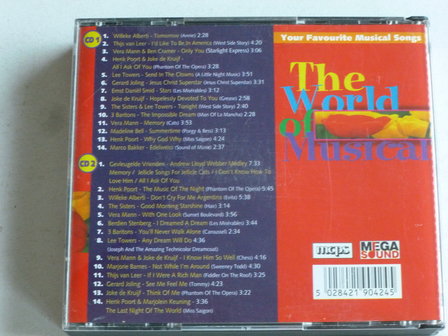 CD 1
1. Willeke Alberti - Tomorrow (Annie) 2:28
2. Thijs van Leer - I'd Like To Be In America (West Side Story) 4:20
3. Vera Mann & Ben Cramer - Only You (Starlight Express) 3:06
4. Henk Poort & Joke de Kruijf -
All I Ask Of You (Phantom Of The Opera) 3:38
5. Lee Towers - Send In The Clowns (A Little Night Music) 3:51
6. Gerard Joling - Jesus Christ Superstar (Jesus Christ Superstar) 3:31
7. Ernst Daniël Smid - Stars (Les Misérables) 3:11
8. Joke de Kruijf - Hopelessly Devoted To You (Grease) 2:58
9. The Sisters & Lee Towers - Tonight (West Side Story) 2:40
10. 3 Baritons - The Impossible Dream (Man Of La Mancha) 2:28
11. Vera Mann - Memory (Cats) 3:53
12. Madeline Bell - Summertime (Porgy & Bess) 3:13
13. Henk Poort - Why God Why (Miss Saigon) 4:24
14. Marco Bakker - Edelweiss (Sound of Music) 2:37
CD 2
1. Gevleugelde Vrienden - Andrew Lloyd Webber Medley 7:33
Memory / Jellicle Songs For Jellicle Cats / I Don't Know How To
Love Him / All I Ask Of You
2. Henk Poort - The Music Of The Night (Phantom Of The Opera) 5:45
3. Willeke Alberti - Don't Cry For Me Argentina (Evita) 5:38
4. The Sisters - Good Morning Starshine (Hair) 3:14
5. Vera Mann - With One Look (Sunset Boulevard) 3:31
6. Berdien Stenberg - I Dreamed A Dream (Les Misérables) 3:44
7. 3 Baritons - You'll Never Walk Alone (Carousel) 2:30
8. Lee Towers - Any Dream Will Do 4:36
(Joseph And The Amazing Technicolor Dreamcoat)
9. Vera Mann & Joke de Kruijf - I Know Him So Well (Chess) 4:16
10. Marjorie Barnes - Not While I'm Around (Sweeney Todd) 4:30
11. Thijs van Leer - If I Were A Rich Man (Fiddler On The Roof) 3:51
12. Gerard Joling - See Me Feel Me (Tommy) 4:23
13. Joke de Kruijf - Think Of Me (Phantom Of The Opera) 3:22
14. Henk Poort & Marjolein Keuning - 3:36
The Last Night Of The World (Miss Saigon)
Your Favourite Musical Songs
The
World
of
Musical
mcps
MEGA
SOUND
5 028421 904245